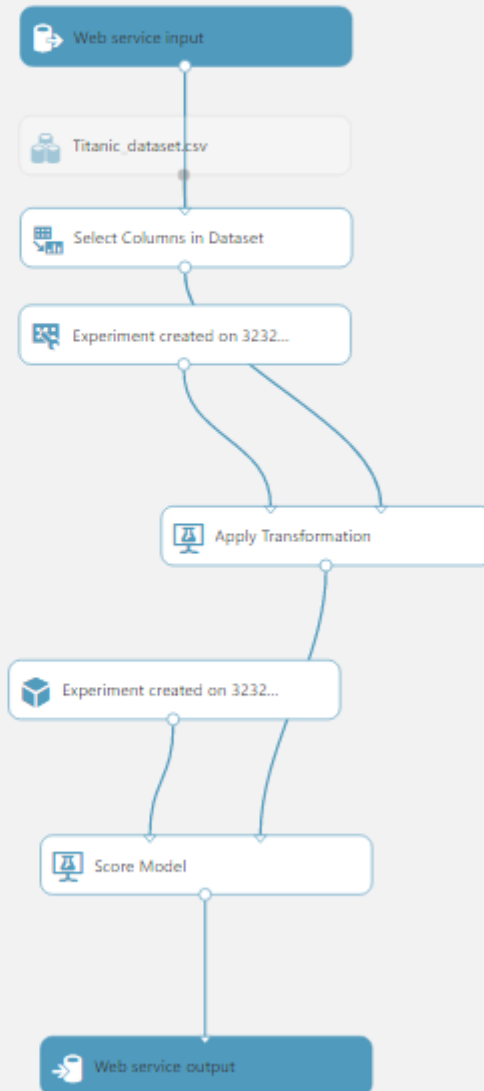 Web service input
Titanic_dataset.csv
Select Columns in Dataset
Experiment created on 3232...
Apply Transformation
Experiment created on 3232...
Score Model
Web service output